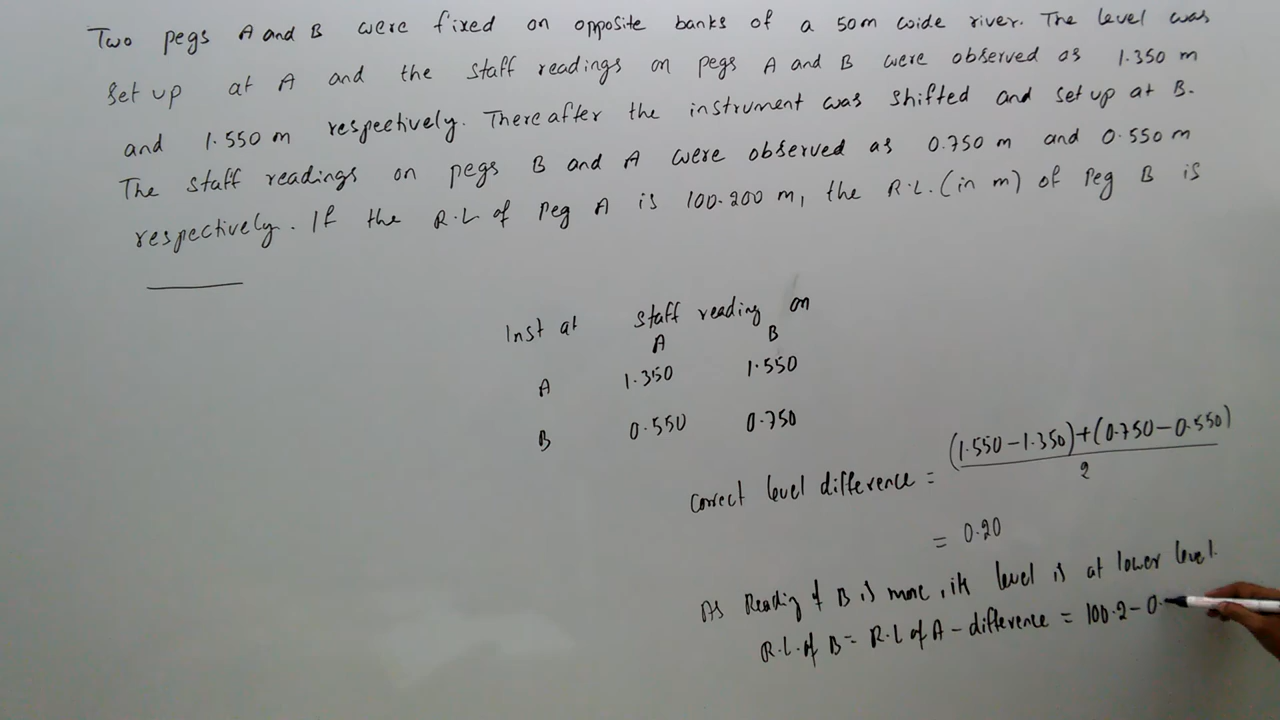 Two pegs A and B were fixed on opposite banks of a 50m wide river. The level was
set up at A and the staff readings on pegs A and B were observed as 1.350 m
and 1.550 m respectively. Thereafter the instrument was shifted and set up at B.
The staff readings on pegs B and A were observed as 0.750 m and 0.550 m
respectively. If the R.L of Peg A is 100.200 m, the R.L. (in m) of Peg B is
Inst at staff reading on
A B
A 1.350 1.550
B 0.550 0.750
correct level difference = (1.550-1.350)+(0.750-0.550)
2
= 0.20
As Reading of B is more, its level is at lower level.
R.L. of B = R.L of A - difference = 100.2 - 0.